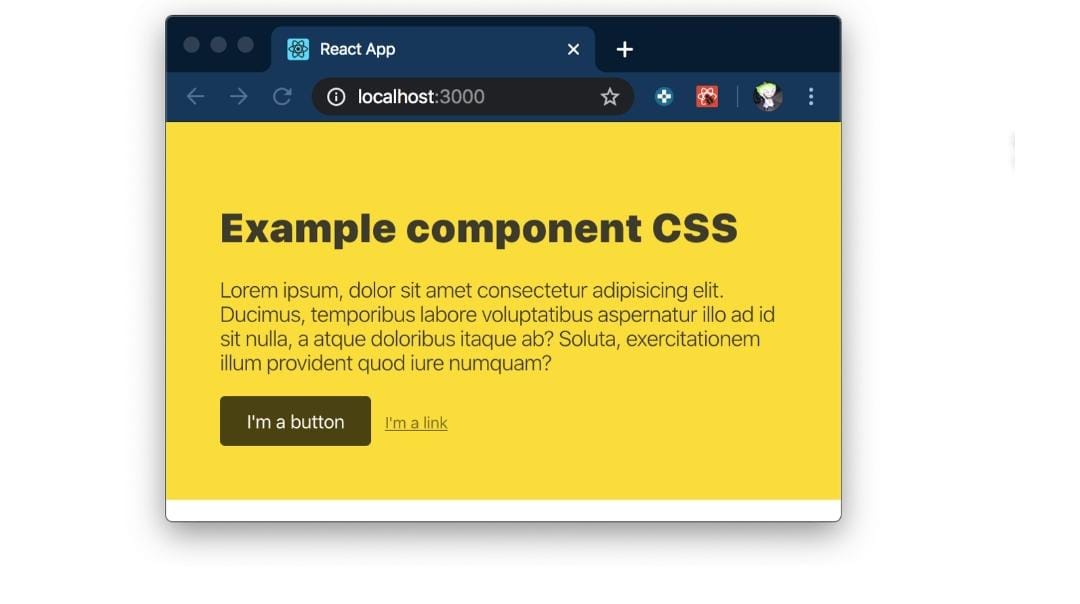 React App
localhost:3000
Example component CSS
Lorem ipsum, dolor sit amet consectetur adipisicing elit.
Ducimus, temporibus labore voluptatibus aspernatur illo ad id
sit nulla, a atque doloribus itaque ab? Soluta, exercitationem
illum provident quod iure numquam?
I'm a button I'm a link